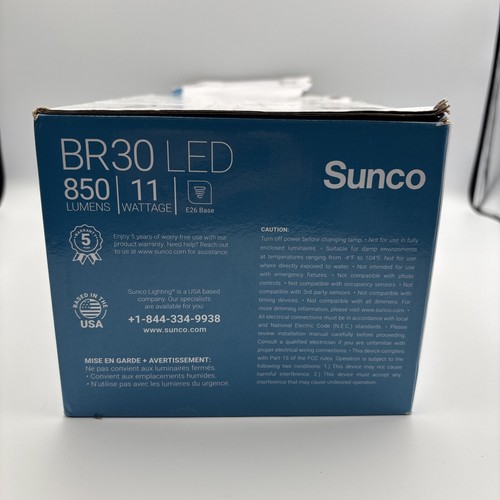 BR30 LED
850
LUMENS
11
WATTAGE
E26 Base
Sunco
WARRANTY
5
Enjoy 5 years of worry-free use with our
product warranty. Need help? Reach out
to us at www.sunco.com for assistance.
BASED IN THE
USA
Sunco Lighting® is a USA based
company. Our specialists
are available for you at
+1-844-334-9938
www.sunco.com
MISE EN GARDE + AVERTISSEMENT:
Ne pas convient aux luminaires fermés.
• Convient aux emplacements humides.
• N'utilise pas avec les lumieres du urgence.
CAUTION:
Turn off power before changing lamp. • Not for use in fully
enclosed luminaires. • Suitable for damp environments
at temperatures ranging from -4°F to 104°F. Not for use
where directly exposed to water. • Not intended for use
with emergency fixtures. • Not compatible with photo
controls. • Not compatible with occupancy sensors. • Not
compatible with 3rd party sensors. • Not compatible with
timing devices. • Not compatible with all dimmers. For
more dimming information, please visit www.sunco.com. •
All electrical connections must be in accordance with local
and National Electric Code (N.E.C.) standards. • Please
review installation manual carefully before proceeding.
Consult a qualified electrician if you are unfamiliar with
proper electrical wiring connections. • This device complies
with Part 15 of the FCC rules. Operation is subject to the
following two conditions: 1.) This device may not cause
harmful interference. 2.) This device must accept any
interference that may cause undesired operation.